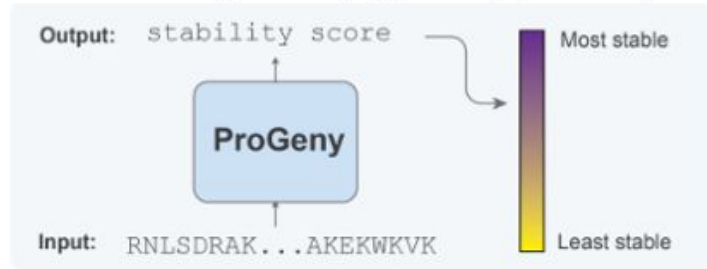 Output: stability score
Most stable
ProGeny
Input: RNLSDRAK...AKEKWKVK
Least stable